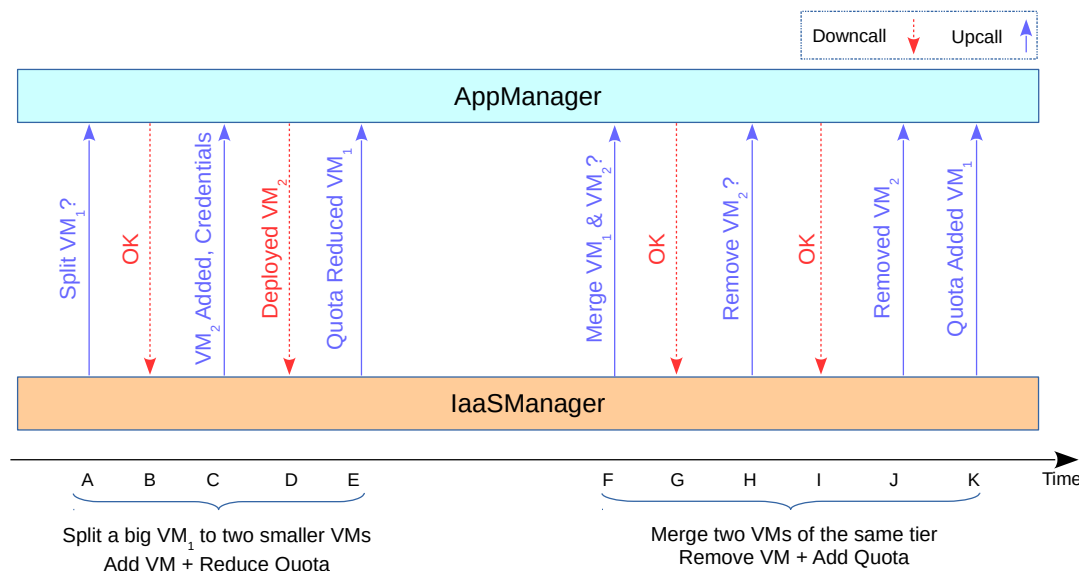 Downcall Upcall
AppManager
Split VM₁?
OK
VM₂ Added, Credentials
Deployed VM₂
Quota Reduced VM₁
Merge VM₁ & VM₂?
OK
Remove VM₂?
OK
Removed VM₂
Quota Added VM₁
IaaSManager
A B C D E F G H I J K Time
Split a big VM₁ to two smaller VMs
Add VM + Reduce Quota
Merge two VMs of the same tier
Remove VM + Add Quota